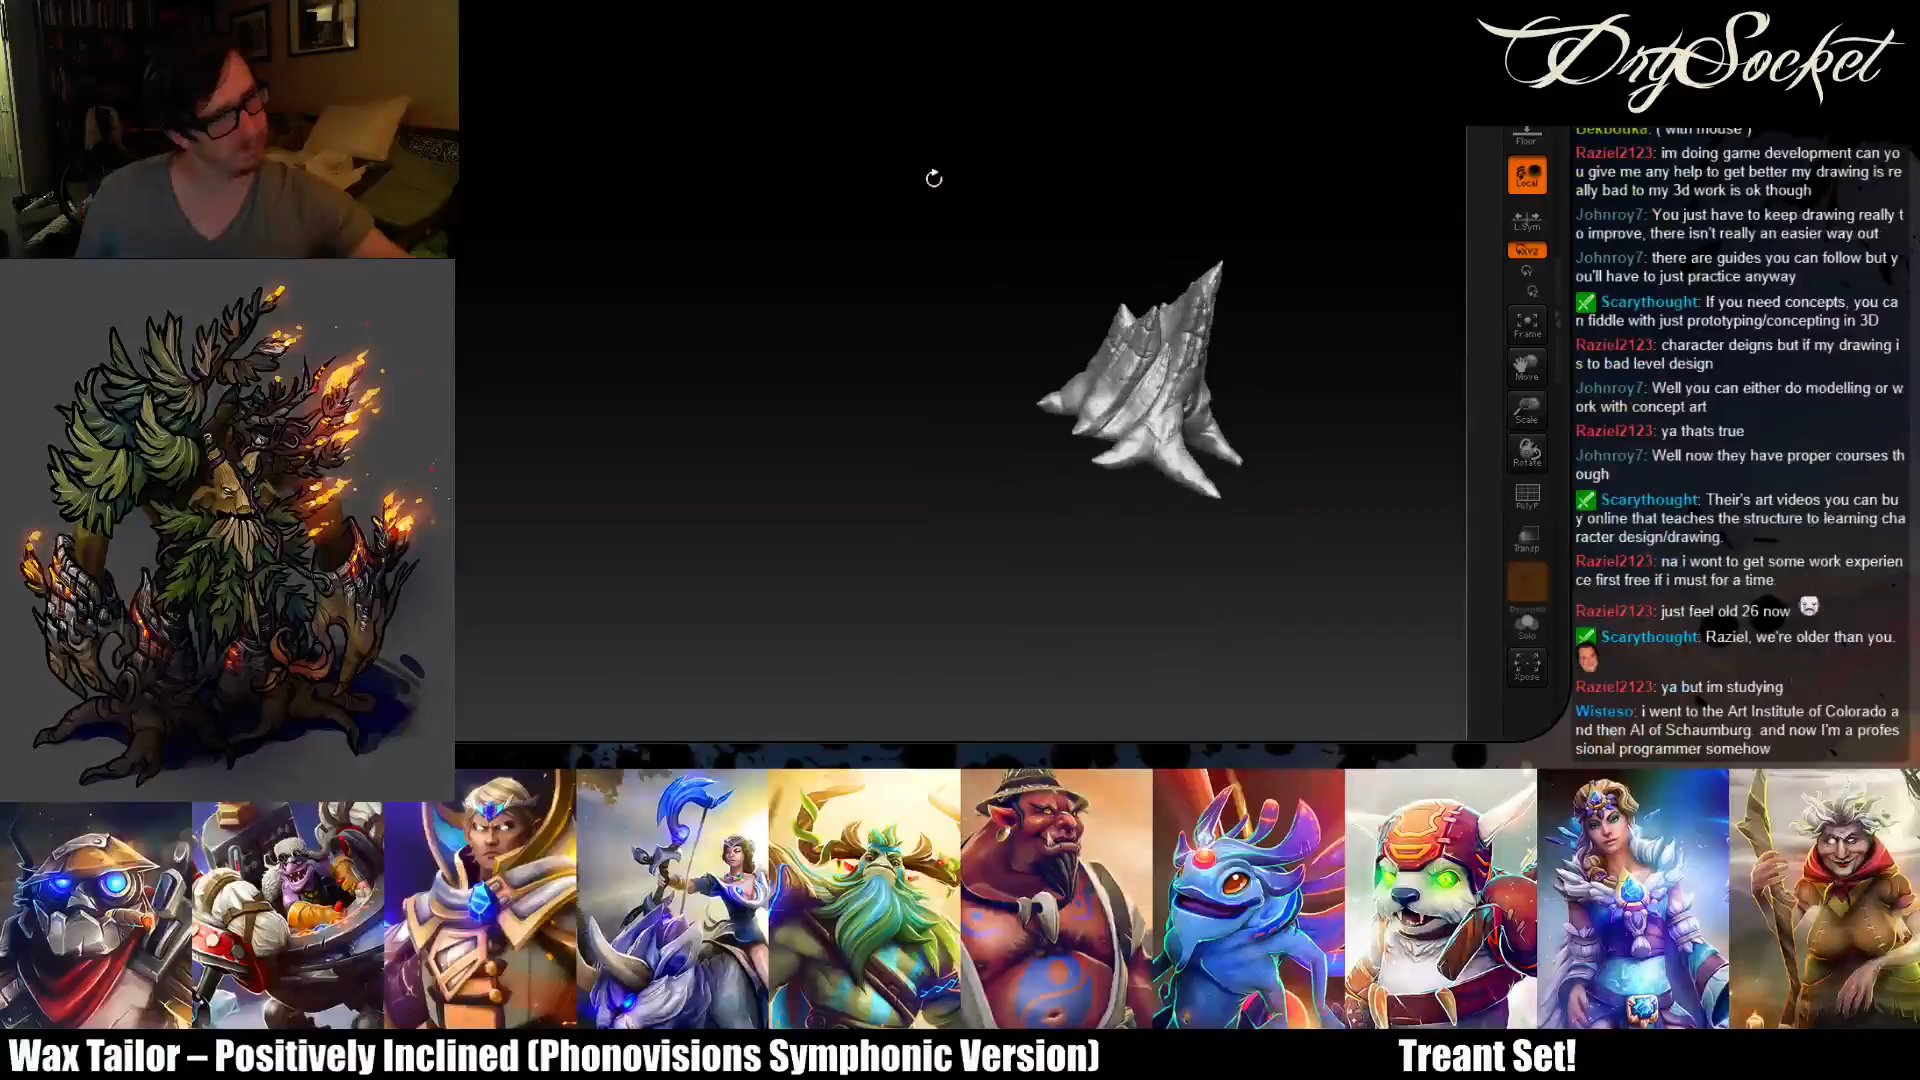 DrySocket
Dekbouka: ( with mouse )
Floor
Raziel2123: im doing game development can yo
u give me any help to get better my drawing is re
ally bad to my 3d work is ok though
Local
Johnroy7: You just have to keep drawing really t
o improve, there isn't really an easier way out
L.Sym
XYZ
Johnroy7: there are guides you can follow but y
ou'll have to just practice anyway
Scarythought: If you need concepts, you ca
n fiddle with just prototyping/concepting in 3D
Frame
Raziel2123: character deigns but if my drawing i
s to bad level design
Move
Johnroy7: Well you can either do modelling or w
ork with concept art
Scale
Raziel2123: ya thats true
Johnroy7: Well now they have proper courses th
ough
Rotate
Scarythought: Their's art videos you can bu
y online that teaches the structure to learning cha
racter design/drawing.
PolyF
Transp
Raziel2123: na i wont to get some work experien
ce first free if i must for a time
Raziel2123: just feel old 26 now
Solo
Scarythought: Raziel, we're older than you.
Xpose
Raziel2123: ya but im studying
Wisteso: i went to the Art Institute of Colorado a
nd then AI of Schaumburg. and now I'm a profes
sional programmer somehow
Wax Tailor – Positively Inclined (Phonovisions Symphonic Version)
Treant Set!